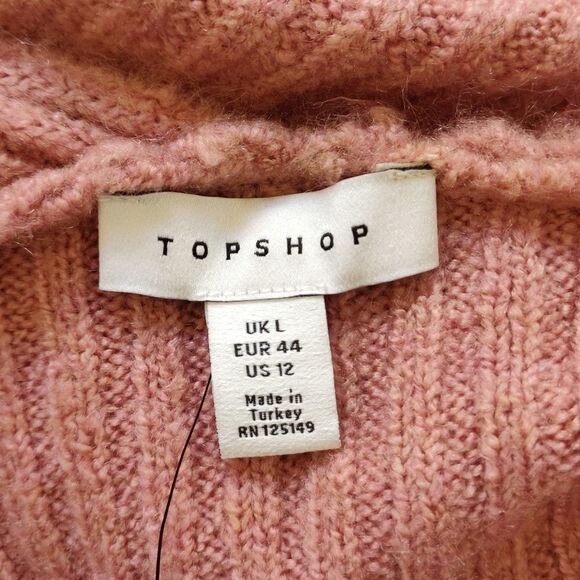 TOPSHOP
UK L
EUR 44
US 12
Made in
Turkey
RN 125149